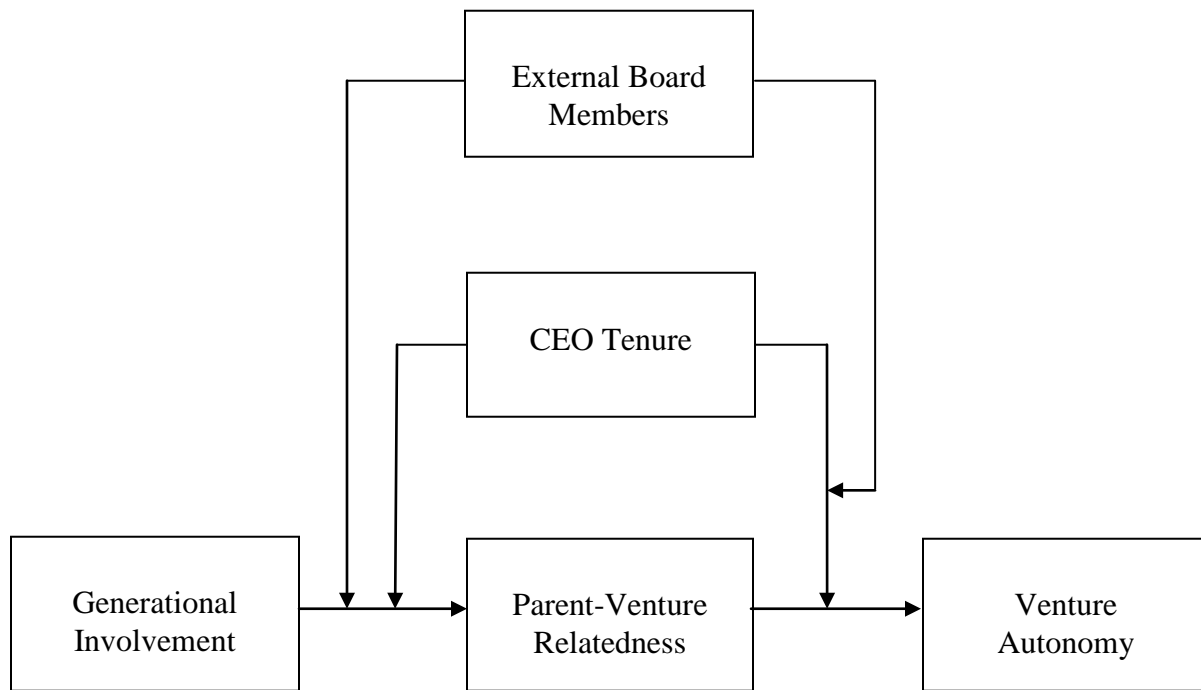 External Board
Members
CEO Tenure
Generational
Involvement
Parent-Venture
Relatedness
Venture
Autonomy